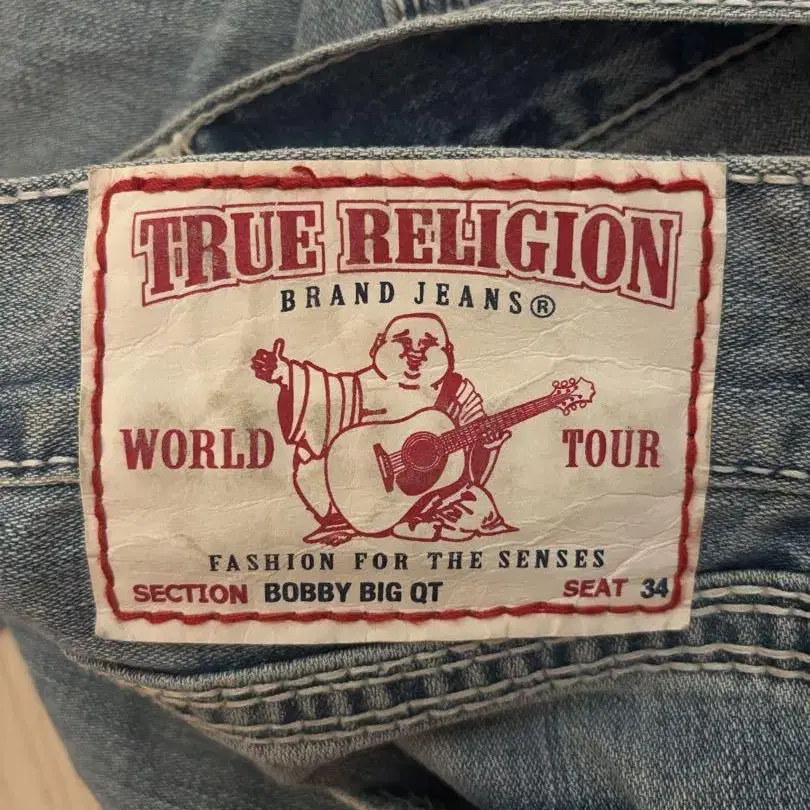 TRUE RELIGION
BRAND JEANS®
WORLD TOUR
FASHION FOR THE SENSES
SECTION BOBBY BIG QT SEAT 34